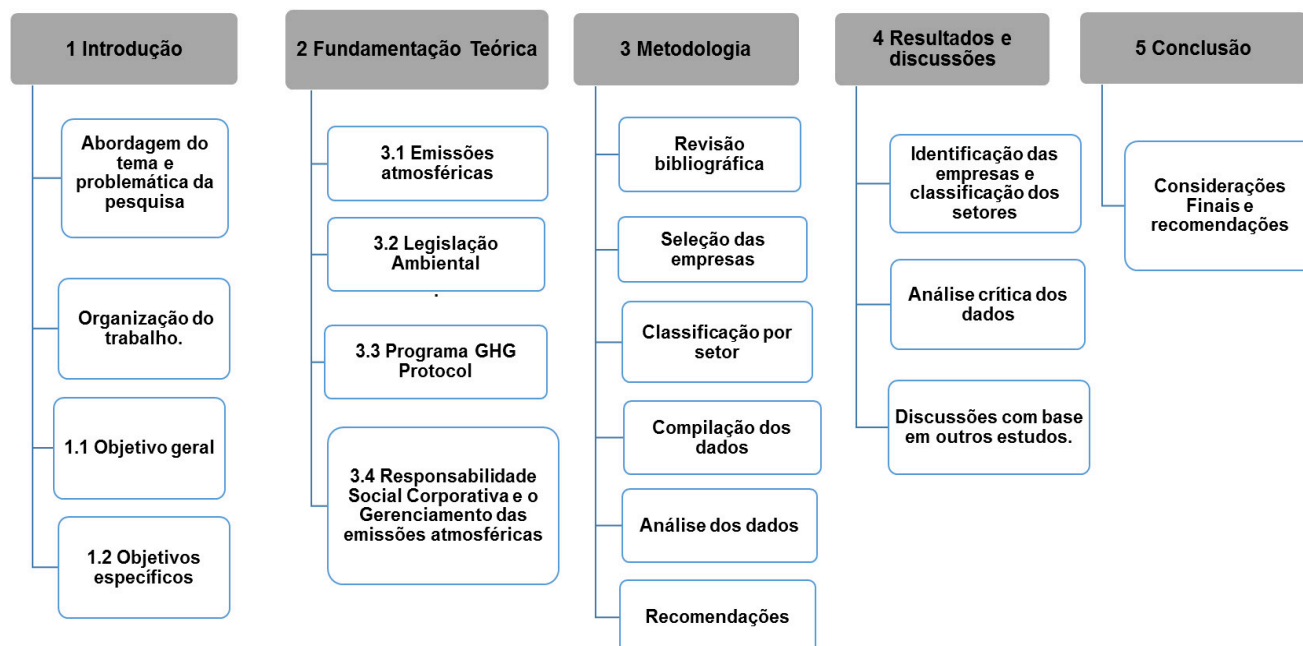 1 Introdução
Abordagem do
tema e
problemática da
pesquisa
Organização do
trabalho.
1.1 Objetivo geral
1.2 Objetivos
específicos
2 Fundamentação Teórica
3.1 Emissões
atmosféricas
3.2 Legislação
Ambiental
.
3.3 Programa GHG
Protocol
3.4 Responsabilidade
Social Corporativa e o
Gerenciamento das
emissões atmosféricas
3 Metodologia
Revisão
bibliográfica
Seleção das
empresas
Classificação por
setor
Compilação dos
dados
Análise dos dados
Recomendações
4 Resultados e
discussões
Identificação das
empresas e
classificação dos
setores
Análise crítica dos
dados
Discussões com base
em outros estudos.
5 Conclusão
Considerações
Finais e
recomendações